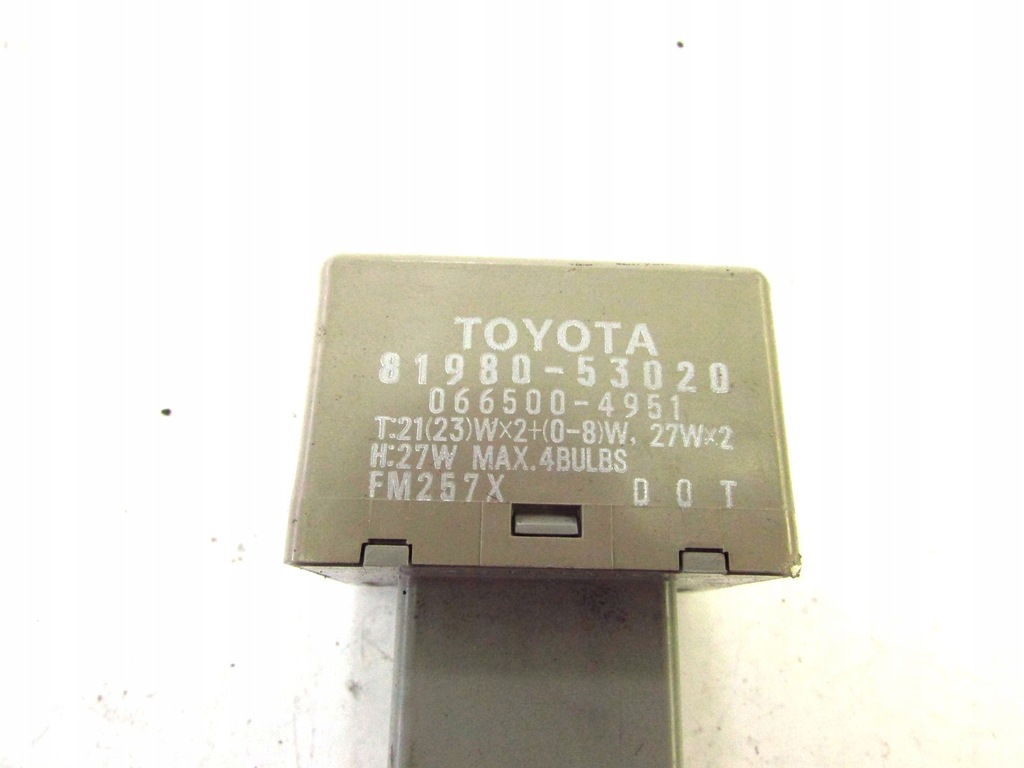 TOYOTA
81980-53020
066500-4951
T:21(23)W×2+(0-8)W, 27W×2
H:27W MAX.4BULBS
FM257X DOT